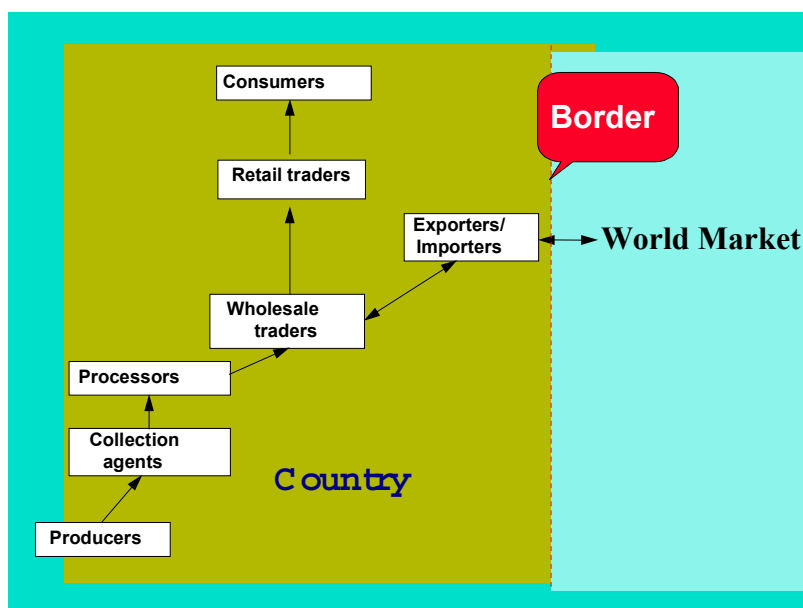 Consumers
Border
Retail traders
Exporters/
Importers
World Market
Wholesale
traders
Processors
Collection
agents
Country
Producers